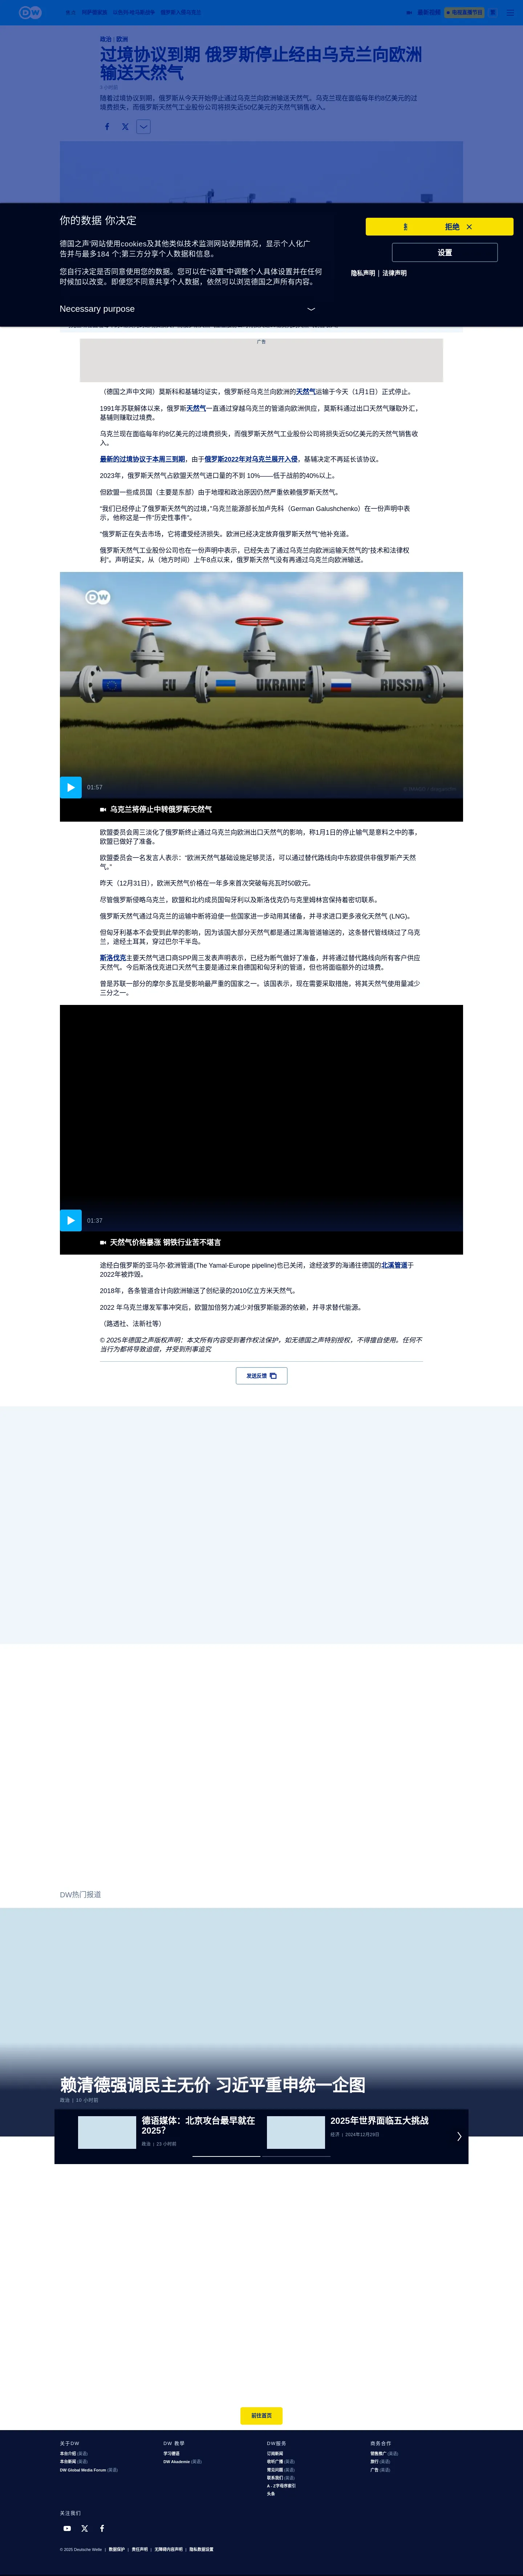 DW
政治 | 欧洲
过境协议到期 俄罗斯停止经由乌克兰向欧洲
输送天然气
随着过境协议到期，俄罗斯从今天开始停止通过乌克兰向欧洲输送天然气。乌克兰现在面临每年约8亿美元的过
境费损失，而俄罗斯天然气工业股份公司将损失近50亿美元的天然气销售收入。
你的数据 你决定
德国之声'网站使用cookies及其他类似技术监测网站使用情况，显示个人化广
告并与最多184 个;第三方分享个人数据和信息。
您自行决定是否同意使用您的数据。您可以在"设置"中调整个人具体设置并在任何
时候加以改变。即便您不同意共享个人数据，依然可以浏览德国之声所有内容。
Necessary purpose
拒绝
设置
隐私声明 | 法律声明
广告
（德国之声中文网）莫斯科和基辅均证实，俄罗斯经乌克兰向欧洲的天然气运输于今天（1月1日）正式停止。
1991年苏联解体以来，俄罗斯天然气一直通过穿越乌克兰的管道向欧洲供应，莫斯科通过出口天然气赚取外汇，
基辅则赚取过境费。
乌克兰现在面临每年约8亿美元的过境费损失，而俄罗斯天然气工业股份公司将损失近50亿美元的天然气销售收
入。
最新的过境协议于本周三到期，由于俄罗斯2022年对乌克兰展开入侵，基辅决定不再延长该协议。
2023年，俄罗斯天然气占欧盟天然气进口量的不到 10%——低于战前的40%以上。
但欧盟一些成员国（主要是东部）由于地理和政治原因仍然严重依赖俄罗斯天然气。
"我们已经停止了俄罗斯天然气的过境,"乌克兰能源部长加卢先科（German Galushchenko）在一份声明中表
示，他称这是一件"历史性事件"。
"俄罗斯正在失去市场，它将遭受经济损失。欧洲已经决定放弃俄罗斯天然气"他补充道。
俄罗斯天然气工业股份公司也在一份声明中表示，已经失去了通过乌克兰向欧洲运输天然气的"技术和法律权
利"。声明证实，从（地方时间）上午8点以来，俄罗斯天然气没有再通过乌克兰向欧洲输送。
DW
EU
UKRAINE
RUSSIA
01:57
乌克兰将停止中转俄罗斯天然气
欧盟委员会周三淡化了俄罗斯终止通过乌克兰向欧洲出口天然气的影响，称1月1日的停止输气是意料之中的事，
欧盟已做好了准备。
欧盟委员会一名发言人表示："欧洲天然气基础设施足够灵活，可以通过替代路线向中东欧提供非俄罗斯产天然
气。"
昨天（12月31日），欧洲天然气价格在一年多来首次突破每兆瓦时50欧元。
尽管俄罗斯侵略乌克兰，欧盟和北约成员国匈牙利以及斯洛伐克仍与克里姆林宫保持着密切联系。
俄罗斯天然气通过乌克兰的运输中断将迫使一些国家进一步动用其储备，并寻求进口更多液化天然气 (LNG)。
但匈牙利基本不会受到此举的影响，因为该国大部分天然气都是通过黑海管道输送的，这条替代管线绕过了乌克
兰，途经土耳其，穿过巴尔干半岛。
斯洛伐克主要天然气进口商SPP周三发表声明表示，已经为断气做好了准备，并将通过替代路线向所有客户供应
天然气。今后斯洛伐克进口天然气主要是通过来自德国和匈牙利的管道，但也将面临额外的过境费。
曾是苏联一部分的摩尔多瓦是受影响最严重的国家之一。该国表示，现在需要采取措施，将其天然气使用量减少
三分之一。
01:37
天然气价格暴涨 钢铁行业苦不堪言
途经白俄罗斯的亚马尔-欧洲管道(The Yamal-Europe pipeline)也已关闭，途经波罗的海通往德国的北溪管道于
2022年被炸毁。
2018年，各条管道合计向欧洲输送了创纪录的2010亿立方米天然气。
2022 年乌克兰爆发军事冲突后，欧盟加倍努力减少对俄罗斯能源的依赖，并寻求替代能源。
（路透社、法新社等）
© 2025年德国之声版权声明：本文所有内容受到著作权法保护，如无德国之声特别授权，不得擅自使用。任何不
当行为都将导致追偿，并受到刑事追究
发送反馈
DW热门报道
赖清德强调民主无价 习近平重申统一企图
政治 | 10 小时前
德语媒体：北京攻台最早就在
2025?
政治 | 23 小时前
2025年世界面临五大挑战
经济 | 2024年12月29日
前往首页
关于DW
本台介绍 (英语)
本台新闻 (英语)
DW Global Media Forum (英语)
DW 教學
学习德语
DW Akademie (英语)
DW服务
订阅新闻
收听广播 (英语)
常见问题 (英语)
联系我们 (英语)
A - Z字母序索引
头条
商务合作
销售推广 (英语)
旅行 (英语)
广告 (英语)
关注我们
© 2025 Deutsche Welle | 数据保护 | 责任声明 | 无障碍内容声明 | 隐私数据设置